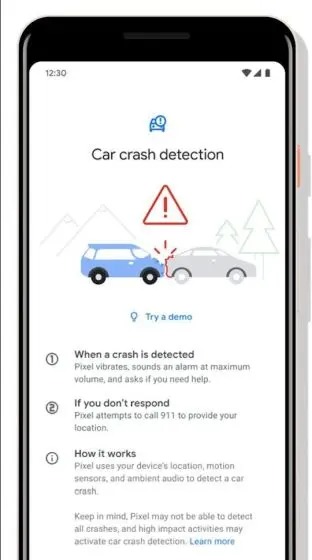 12:30
Car crash detection
Try a demo
1
When a crash is detected
Pixel vibrates, sounds an alarm at maximum
volume, and asks if you need help.
2
If you don't respond
Pixel attempts to call 911 to provide your
location.
How it works
Pixel uses your device's location, motion
sensors, and ambient audio to detect a car
crash.
Keep in mind, Pixel may not be able to detect
all crashes, and high impact activities may
activate car crash detection. Learn more